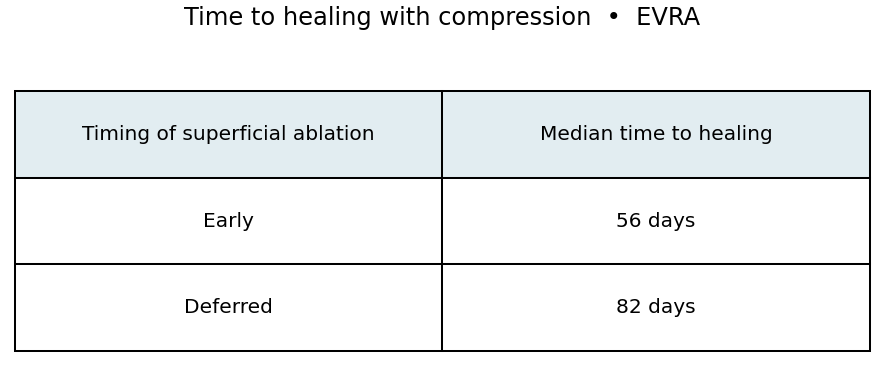 Time to healing with compression • EVRA
Timing of superficial ablation Median time to healing
Early 56 days
Deferred 82 days